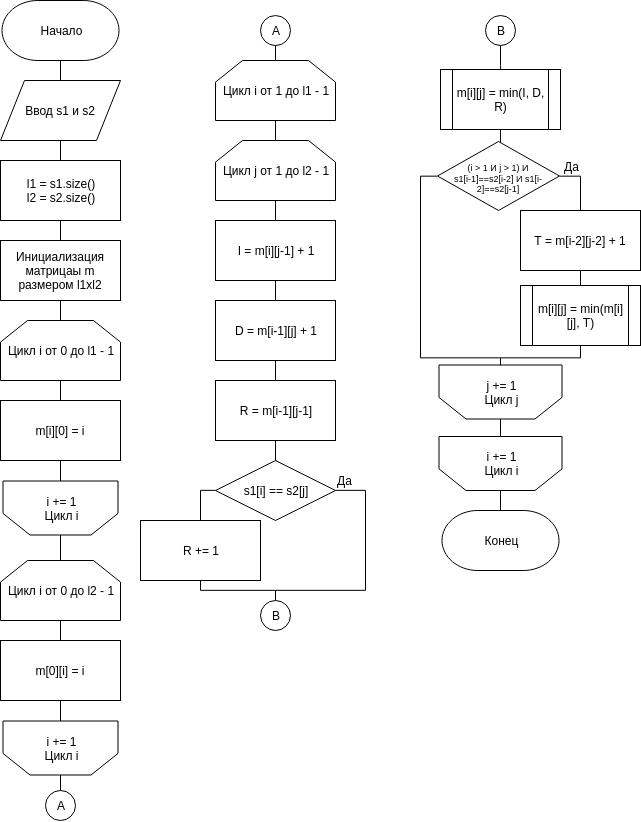 Начало
Ввод s1 и s2
l1 = s1.size()
l2 = s2.size()
Инициализация
матрицаы m
размером l1xl2
Цикл i от 0 до l1 - 1
m[i][0] = i
i += 1
Цикл i
Цикл i от 0 до l2 - 1
m[0][i] = i
i += 1
Цикл i
A
A
Цикл i от 1 до l1 - 1
Цикл j от 1 до l2 - 1
I = m[i][j-1] + 1
D = m[i-1][j] + 1
R = m[i-1][j-1]
s1[i] == s2[j]
Да
R += 1
B
B
m[i][j] = min(I, D,
R)
(i > 1 И j > 1) И
s1[i-1]==s2[i-2] И s1[i-
2]==s2[j-1]
Да
T = m[i-2][j-2] + 1
m[i][j] = min(m[i]
[j], T)
j += 1
Цикл j
i += 1
Цикл i
Конец